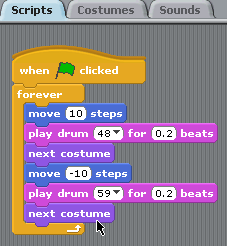 Scripts Costumes Sounds
when clicked
forever
move 10 steps
play drum 48 for 0.2 beats
next costume
move -10 steps
play drum 59 for 0.2 beats
next costume